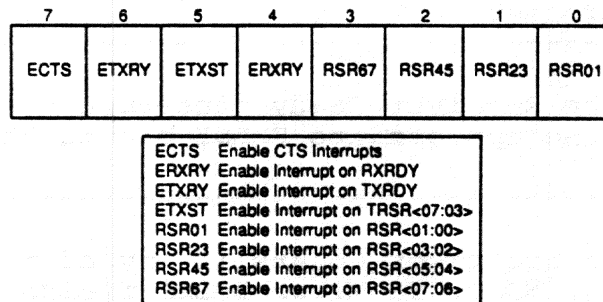 7 6 5 4 3 2 1 0
ECTS ETXRY ETXST ERXRY RSR67 RSR45 RSR23 RSR01
ECTS Enable CTS Interrupts
ERXRY Enable Interrupt on RXRDY
ETXRY Enable Interrupt on TXRDY
ETXST Enable Interrupt on TRSR<07:03>
RSR01 Enable Interrupt on RSR<01:00>
RSR23 Enable Interrupt on RSR<03:02>
RSR45 Enable Interrupt on RSR<05:04>
RSR67 Enable Interrupt on RSR<07:06>